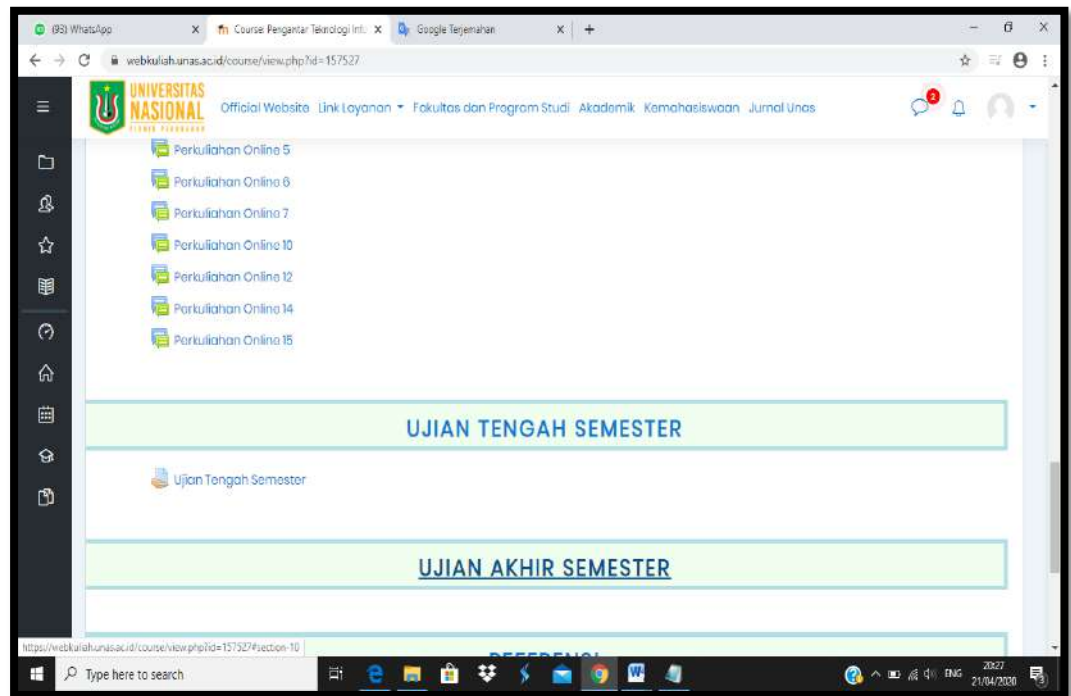 (93) WhatsApp
Course: Pengantar Teknologi Inf
Google Terjemahan
webkuliah.unas.ac.id/course/view.php?id=157527
UNIVERSITAS
NASIONAL
PIONIR PERUBAHAN
Official Website Link Layanan Fakultas dan Program Studi Akademik Kemahasiswaan Jurnal Unas
2
Perkuliahan Online 5
Perkuliahan Online 6
Perkuliahan Online 7
Perkuliahan Online 10
Perkuliahan Online 12
Perkuliahan Online 14
Perkuliahan Online 15
UJIAN TENGAH SEMESTER
Ujian Tengah Semester
UJIAN AKHIR SEMESTER
REFERENSI
https://webkuliah.unas.ac.id/course/view.php?id=157527#section-10
Type here to search
ENG
20:27
21/04/2020
3